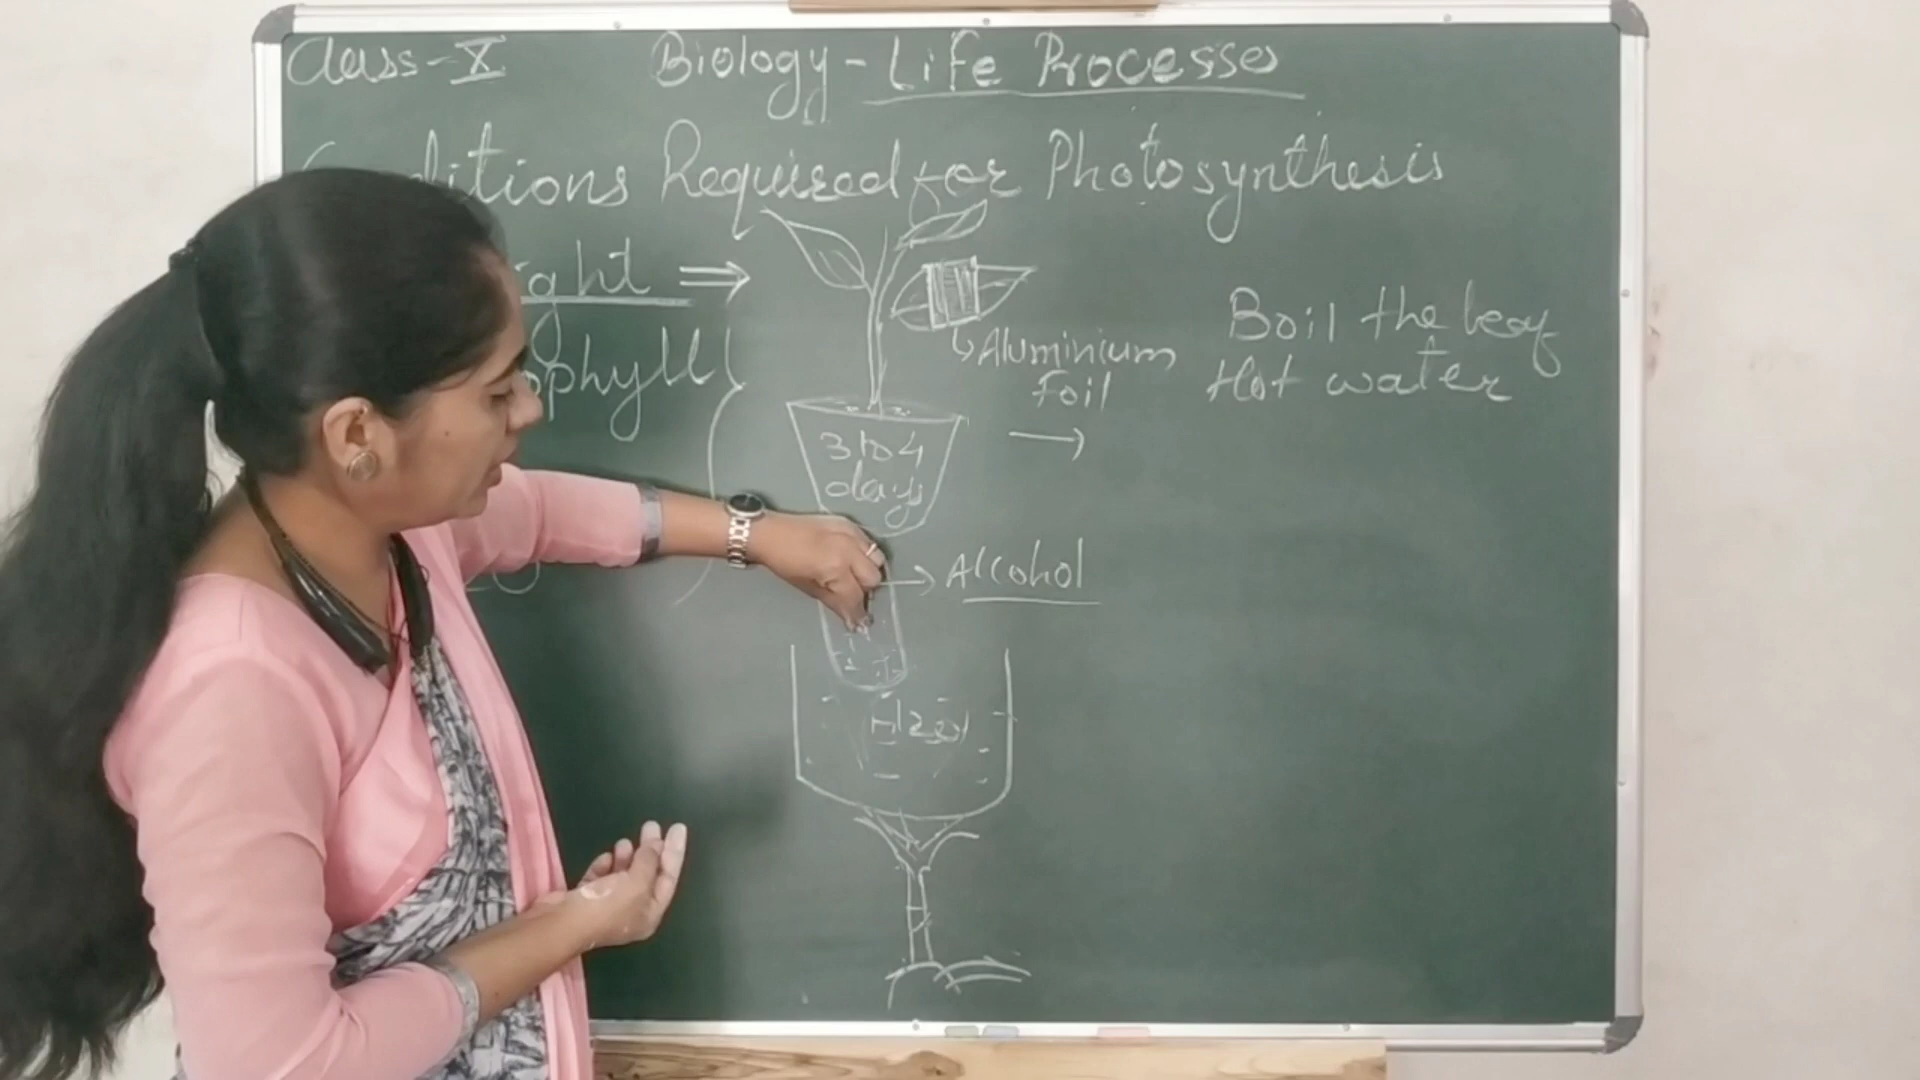 Class-X Biology - Life Processes
Required for Photosynthesis
Aluminium
Foil
Boil the leaf
Hot water
3 to 4
days
Alcohol
H2O